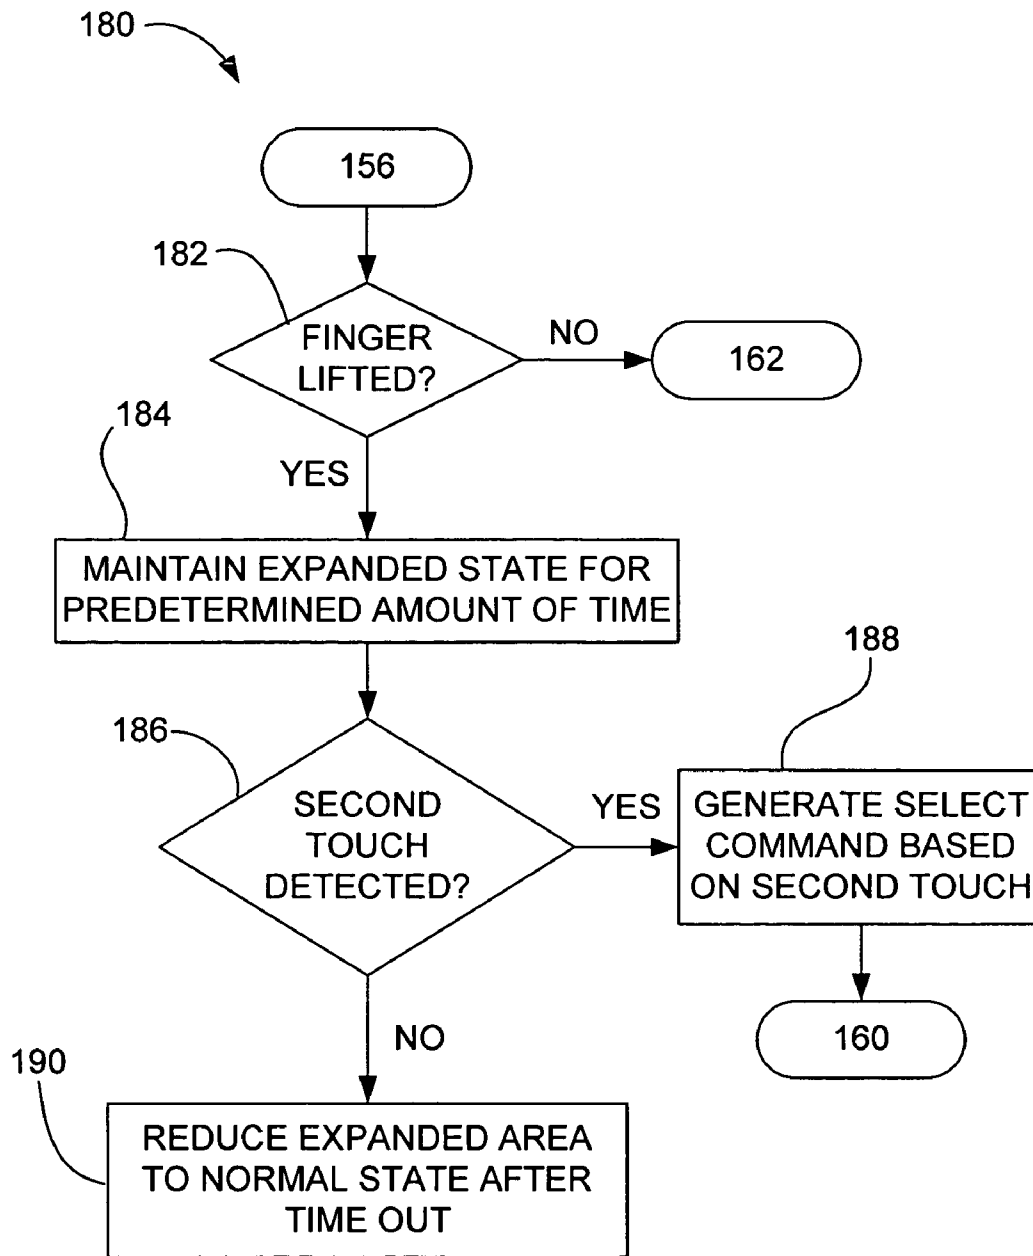 180
156
182
FINGER
LIFTED?
NO
162
184
YES
MAINTAIN EXPANDED STATE FOR
PREDETERMINED AMOUNT OF TIME
188
186
SECOND
TOUCH
DETECTED?
YES
GENERATE SELECT
COMMAND BASED
ON SECOND TOUCH
160
NO
190
REDUCE EXPANDED AREA
TO NORMAL STATE AFTER
TIME OUT